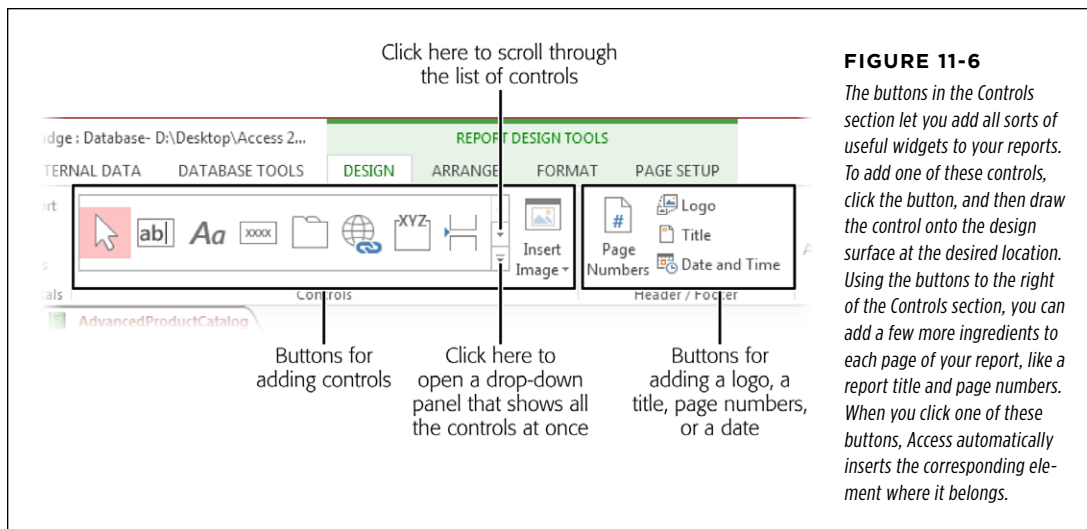 Click here to scroll through
the list of controls
dge : Database- D:\Desktop\Access 2...
REPORT DESIGN TOOLS
TERNAL DATA
DATABASE TOOLS
DESIGN
ARRANGE
FORMAT
PAGE SETUP
ab
Aa
xxxx
XYZ
Insert
Image
#
Page
Numbers
Logo
Title
Date and Time
Controls
Header / Footer
AdvancedProductCatalog
Buttons for
adding controls
Click here to
open a drop-down
panel that shows all
the controls at once
Buttons for
adding a logo, a
title, page numbers,
or a date
FIGURE 11-6
The buttons in the Controls
section let you add all sorts of
useful widgets to your reports.
To add one of these controls,
click the button, and then draw
the control onto the design
surface at the desired location.
Using the buttons to the right
of the Controls section, you can
add a few more ingredients to
each page of your report, like a
report title and page numbers.
When you click one of these
buttons, Access automatically
inserts the corresponding ele-
ment where it belongs.